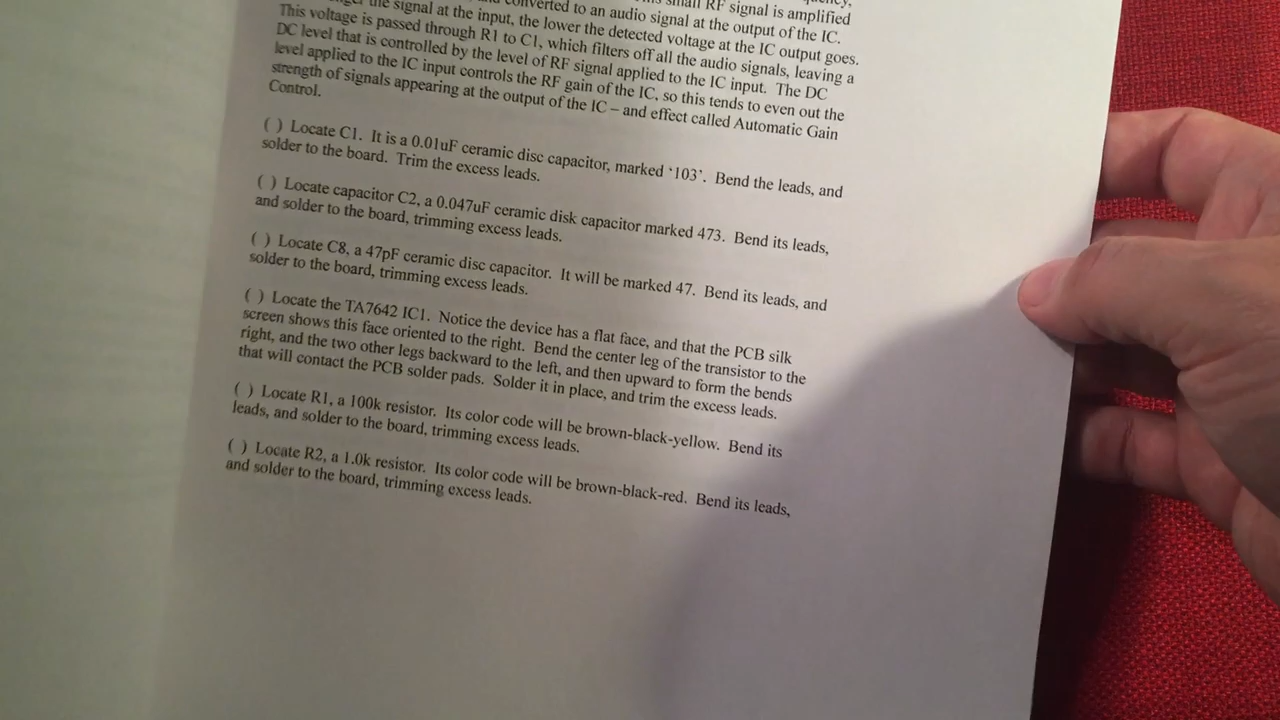 the signal at the input, converted to an audio signal at the output of the IC.
small RF signal is amplified
the lower the detected voltage at the IC output goes.
This voltage is passed through R1 to C1, which filters off all the audio signals, leaving a
DC level that is controlled by the level of RF signal applied to the IC input. The DC
level applied to the IC input controls the RF gain of the IC, so this tends to even out the
strength of signals appearing at the output of the IC – and effect called Automatic Gain
Control.
( ) Locate C1. It is a 0.01uF ceramic disc capacitor, marked ‘103’. Bend the leads, and
solder to the board. Trim the excess leads.
( ) Locate capacitor C2, a 0.047uF ceramic disk capacitor marked 473. Bend its leads,
and solder to the board, trimming excess leads.
( ) Locate C8, a 47pF ceramic disc capacitor. It will be marked 47. Bend its leads, and
solder to the board, trimming excess leads.
( ) Locate the TA7642 IC1. Notice the device has a flat face, and that the PCB silk
screen shows this face oriented to the right. Bend the center leg of the transistor to the
right, and the two other legs backward to the left, and then upward to form the bends
that will contact the PCB solder pads. Solder it in place, and trim the excess leads.
( ) Locate R1, a 100k resistor. Its color code will be brown-black-yellow. Bend its
leads, and solder to the board, trimming excess leads.
( ) Locate R2, a 1.0k resistor. Its color code will be brown-black-red. Bend its leads,
and solder to the board, trimming excess leads.